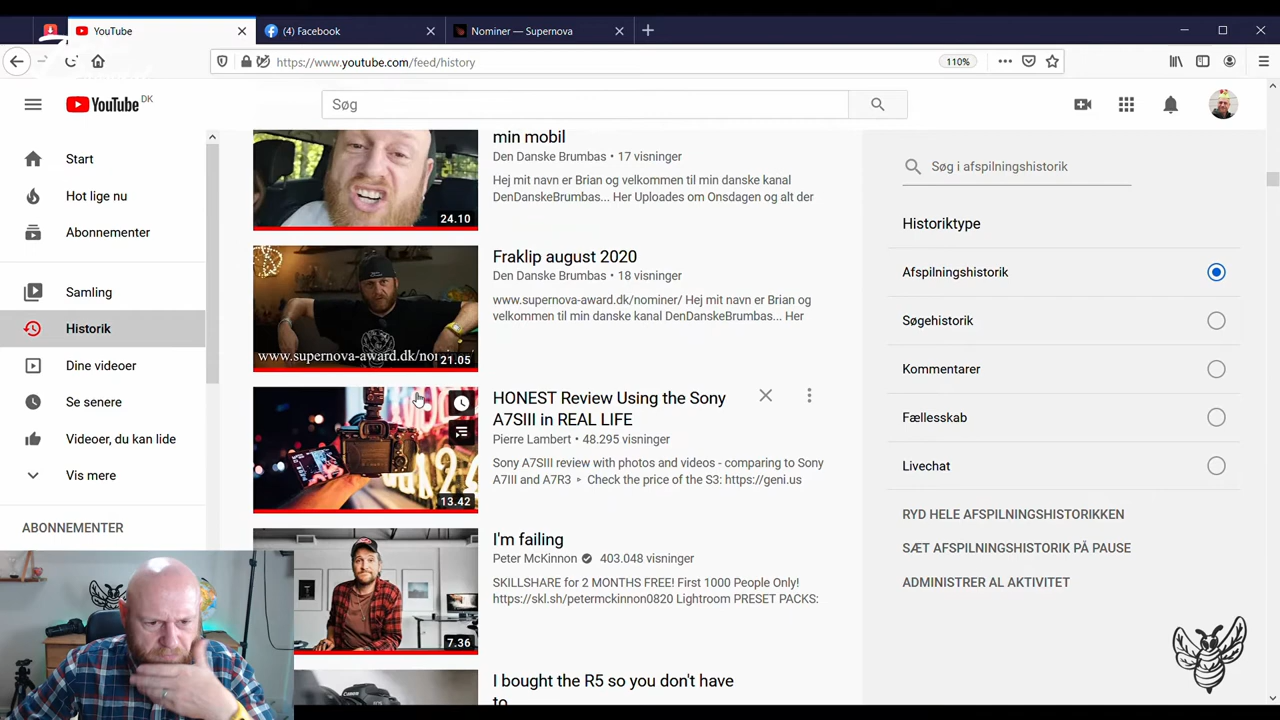 YouTube
(4) Facebook
Nominer — Supernova
https://www.youtube.com/feed/history
110%
YouTube DK
Søg
Start
Hot lige nu
Abonnementer
Samling
Historik
Dine videoer
Se senere
Videoer, du kan lide
Vis mere
ABONNEMENTER
24.10
min mobil
Den Danske Brumbas • 17 visninger
Hej mit navn er Brian og velkommen til min danske kanal
DenDanskeBrumbas... Her Uploades om Onsdagen og alt der
www.supernova-award.dk/nomi
21.05
Fraklip august 2020
Den Danske Brumbas • 18 visninger
www.supernova-award.dk/nominer/ Hej mit navn er Brian og
velkommen til min danske kanal DenDanskeBrumbas... Her
13.42
HONEST Review Using the Sony
A7SIII in REAL LIFE
Pierre Lambert • 48.295 visninger
Sony A7SIII review with photos and videos - comparing to Sony
A7III and A7R3 ▸ Check the price of the S3: https://geni.us
7.36
I'm failing
Peter McKinnon 403.048 visninger
SKILLSHARE for 2 MONTHS FREE! First 1000 People Only!
https://skl.sh/petermckinnon0820 Lightroom PRESET PACKS:
Canon
I bought the R5 so you don't have
to
Søg i afspilningshistorik
Historiktype
Afspilningshistorik
Søgehistorik
Kommentarer
Fællesskab
Livechat
RYD HELE AFSPILNINGSHISTORIKKEN
SÆT AFSPILNINGSHISTORIK PÅ PAUSE
ADMINISTRER AL AKTIVITET